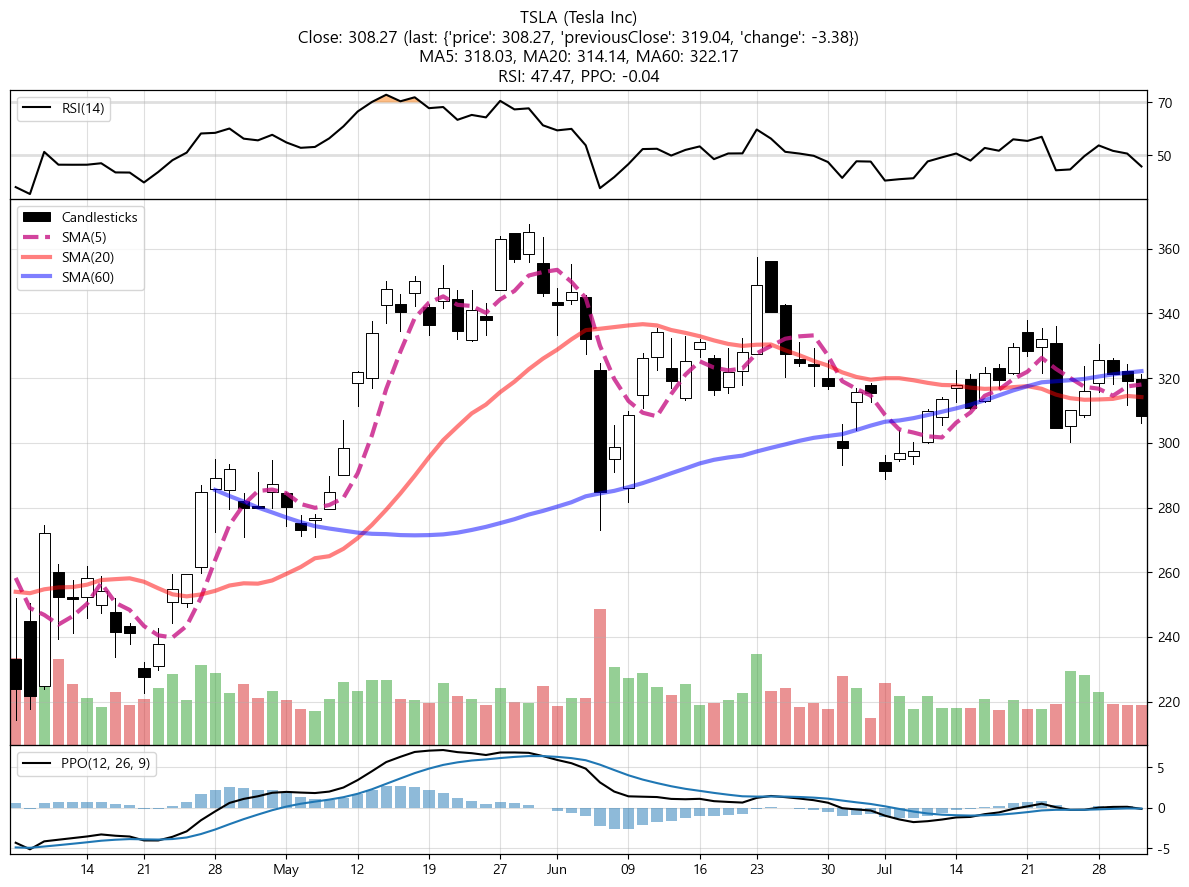 TSLA (Tesla Inc)
Close: 308.27 (last: {'price': 308.27, 'previousClose': 319.04, 'change': -3.38})
MA5: 318.03, MA20: 314.14, MA60: 322.17
RSI: 47.47, PPO: -0.04
RSI(14)
70
50
Candlesticks
SMA(5)
SMA(20)
SMA(60)
360
340
320
300
280
260
240
220
PPO(12, 26, 9)
5
0
-5
14 21 28 May 12 19 27 Jun 09 16 23 30 Jul 14 21 28